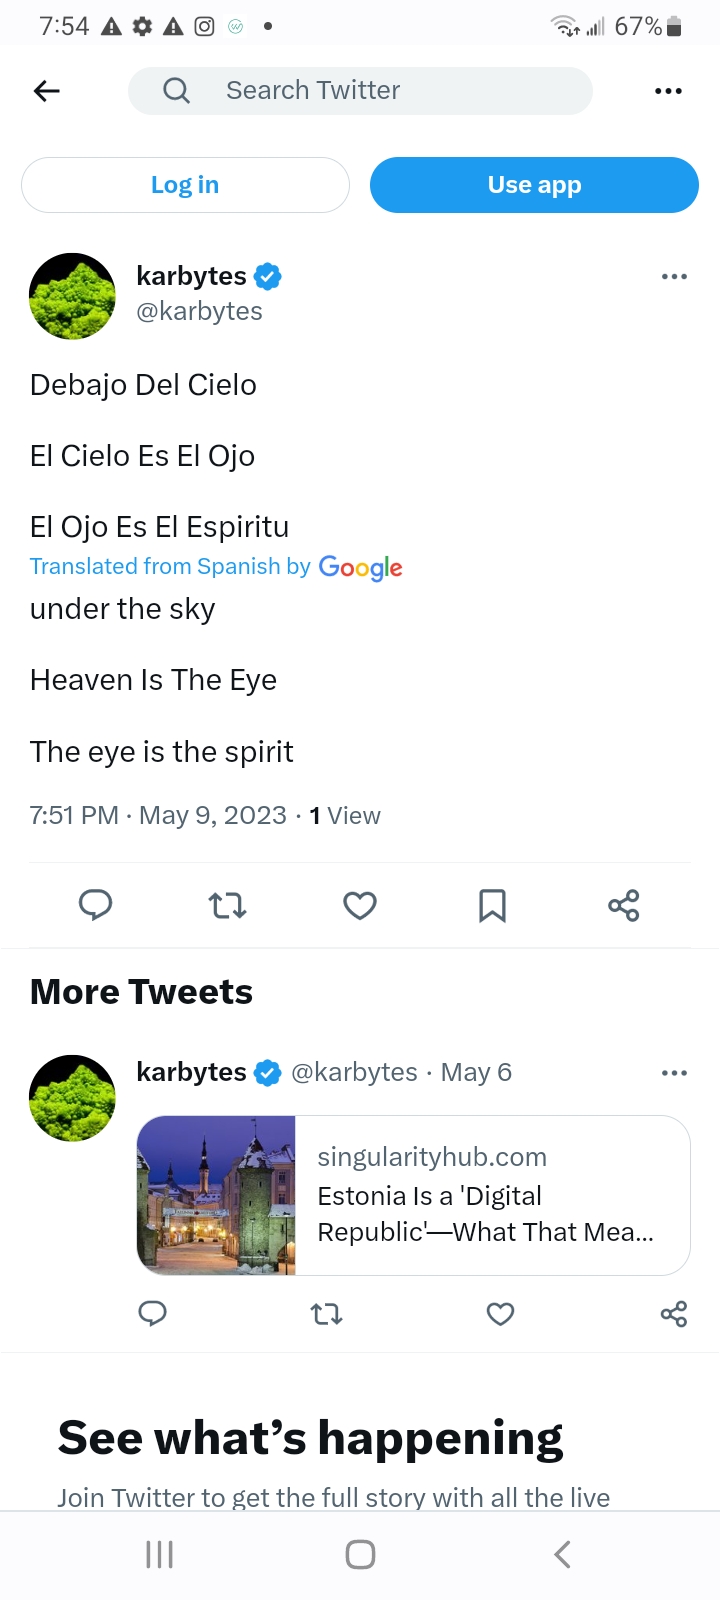 7:54
67%
Search Twitter
Log in
Use app
karbytes
@karbytes
Debajo Del Cielo
El Cielo Es El Ojo
El Ojo Es El Espiritu
Translated from Spanish by Google
under the sky
Heaven Is The Eye
The eye is the spirit
7:51 PM · May 9, 2023 · 1 View
More Tweets
karbytes @karbytes · May 6
singularityhub.com
Estonia Is a 'Digital
Republic'—What That Mea...
See what’s happening
Join Twitter to get the full story with all the live